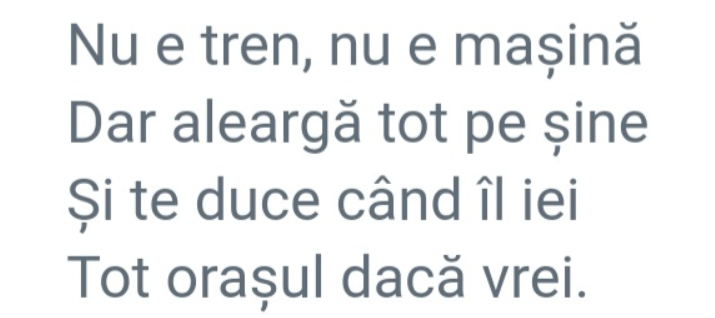 Nu e tren, nu e mașină
Dar aleargă tot pe șine
Și te duce când îl iei
Tot orașul dacă vrei.